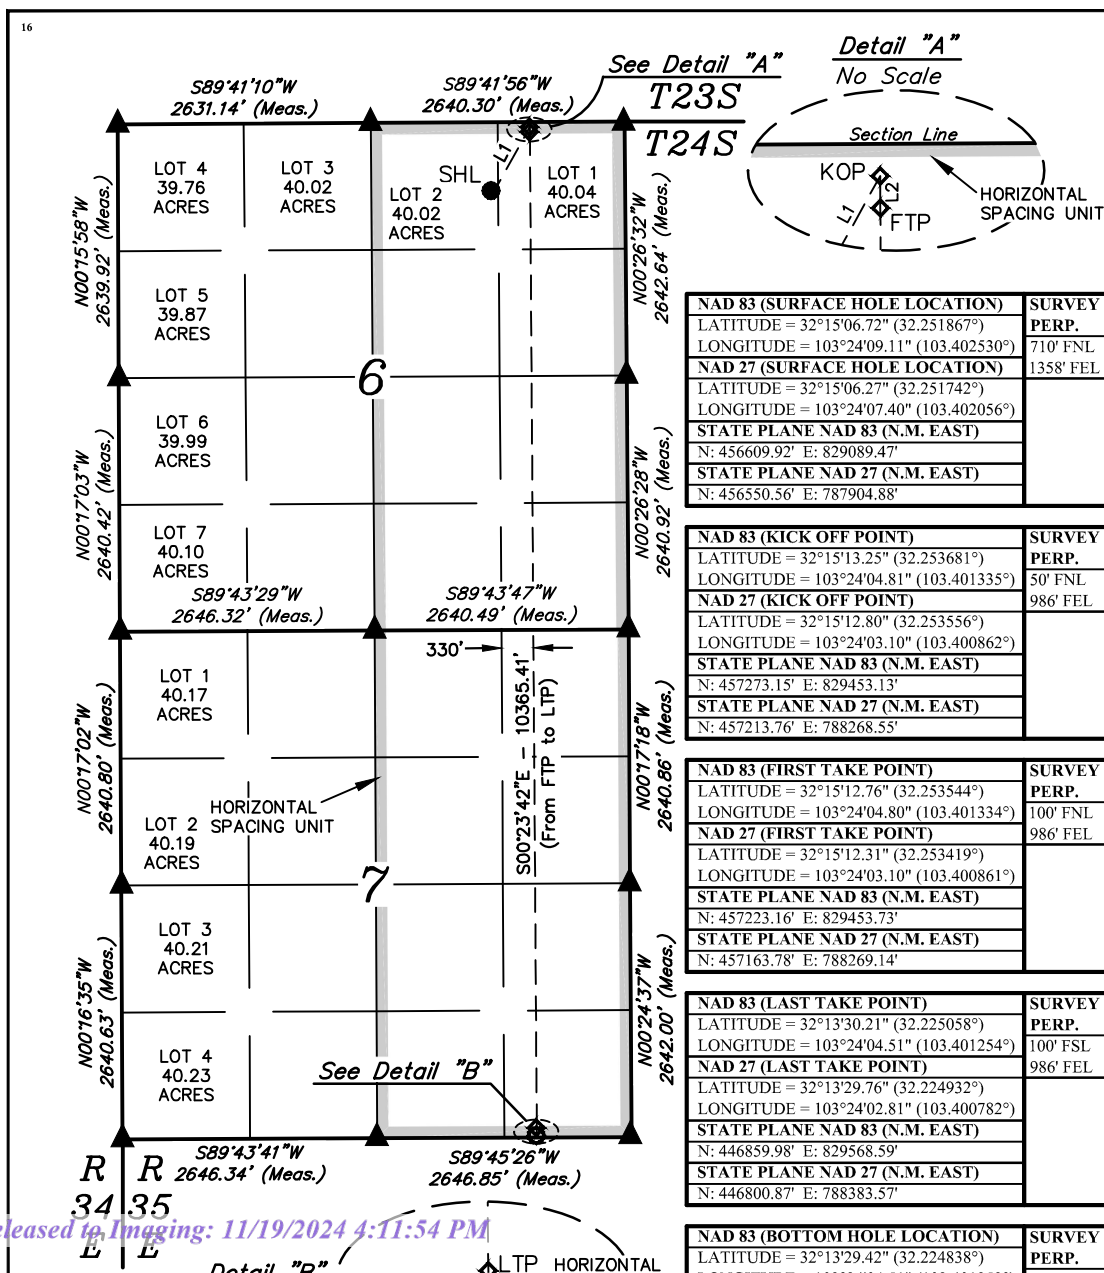 16
Detail "A"
No Scale
See Detail "A"
S89°41'10"W
2631.14' (Meas.)
S89°41'56"W
2640.30' (Meas.)
T23S
T24S
Section Line
KOP
L2
L1
FTP
HORIZONTAL
SPACING UNIT
LOT 4
39.76
ACRES
LOT 3
40.02
ACRES
LOT 2
40.02
ACRES
SHL
L1
LOT 1
40.04
ACRES
N00°15'58"W
2639.92' (Meas.)
N00°26'32"W
2642.64' (Meas.)
LOT 5
39.87
ACRES
6
LOT 6
39.99
ACRES
N00°17'03"W
2640.42' (Meas.)
N00°26'28"W
2640.92' (Meas.)
LOT 7
40.10
ACRES
S89°43'29"W
2646.32' (Meas.)
S89°43'47"W
2640.49' (Meas.)
330'
LOT 1
40.17
ACRES
S00°23'42"E – 10365.41'
(From FTP to LTP)
N00°17'02"W
2640.80' (Meas.)
N00°17'18"W
2640.86' (Meas.)
HORIZONTAL
SPACING UNIT
LOT 2
40.19
ACRES
7
LOT 3
40.21
ACRES
N00°16'35"W
2640.63' (Meas.)
N00°24'37"W
2642.00' (Meas.)
LOT 4
40.23
ACRES
See Detail "B"
S89°43'41"W
2646.34' (Meas.)
S89°45'26"W
2646.85' (Meas.)
R R
34 35
E E
eleased to Imaging: 11/19/2024 4:11:54 PM
Detail "B"
LTP HORIZONTAL
NAD 83 (SURFACE HOLE LOCATION)
LATITUDE = 32°15'06.72" (32.251867°)
LONGITUDE = 103°24'09.11" (103.402530°)
NAD 27 (SURFACE HOLE LOCATION)
LATITUDE = 32°15'06.27" (32.251742°)
LONGITUDE = 103°24'07.40" (103.402056°)
STATE PLANE NAD 83 (N.M. EAST)
N: 456609.92' E: 829089.47'
STATE PLANE NAD 27 (N.M. EAST)
N: 456550.56' E: 787904.88'
SURVEY
PERP.
710' FNL
1358' FEL
NAD 83 (KICK OFF POINT)
LATITUDE = 32°15'13.25" (32.253681°)
LONGITUDE = 103°24'04.81" (103.401335°)
NAD 27 (KICK OFF POINT)
LATITUDE = 32°15'12.80" (32.253556°)
LONGITUDE = 103°24'03.10" (103.400862°)
STATE PLANE NAD 83 (N.M. EAST)
N: 457273.15' E: 829453.13'
STATE PLANE NAD 27 (N.M. EAST)
N: 457213.76' E: 788268.55'
SURVEY
PERP.
50' FNL
986' FEL
NAD 83 (FIRST TAKE POINT)
LATITUDE = 32°15'12.76" (32.253544°)
LONGITUDE = 103°24'04.80" (103.401334°)
NAD 27 (FIRST TAKE POINT)
LATITUDE = 32°15'12.31" (32.253419°)
LONGITUDE = 103°24'03.10" (103.400861°)
STATE PLANE NAD 83 (N.M. EAST)
N: 457223.16' E: 829453.73'
STATE PLANE NAD 27 (N.M. EAST)
N: 457163.78' E: 788269.14'
SURVEY
PERP.
100' FNL
986' FEL
NAD 83 (LAST TAKE POINT)
LATITUDE = 32°13'30.21" (32.225058°)
LONGITUDE = 103°24'04.51" (103.401254°)
NAD 27 (LAST TAKE POINT)
LATITUDE = 32°13'29.76" (32.224932°)
LONGITUDE = 103°24'02.81" (103.400782°)
STATE PLANE NAD 83 (N.M. EAST)
N: 446859.98' E: 829568.59'
STATE PLANE NAD 27 (N.M. EAST)
N: 446800.87' E: 788383.57'
SURVEY
PERP.
100' FSL
986' FEL
NAD 83 (BOTTOM HOLE LOCATION)
LATITUDE = 32°13'29.42" (32.224838°)
SURVEY
PERP.